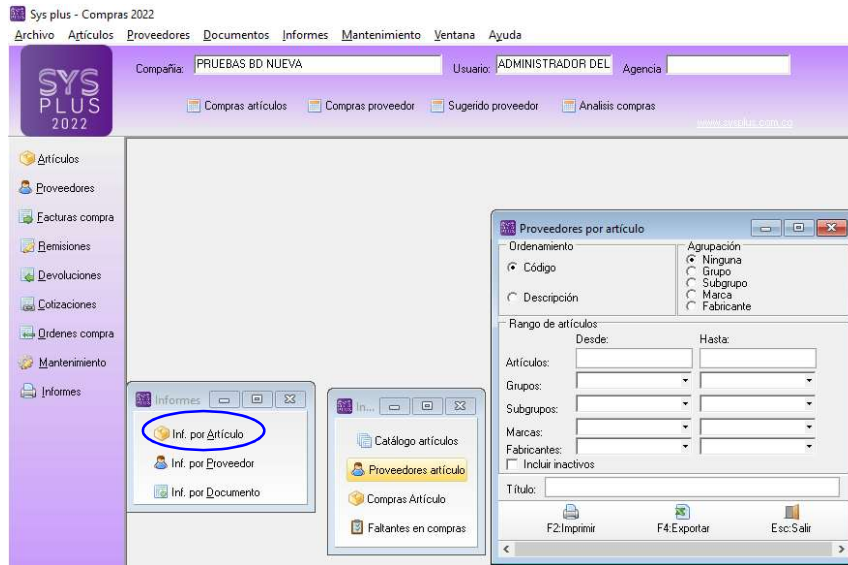 Sys plus - Compras 2022
Archivo Artículos Proveedores Documentos Informes Mantenimiento Ventana Ayuda
SYS
PLUS
2022
Compañia: PRUEBAS BD NUEVA Usuario: ADMINISTRADOR DEL Agencia
Compras artículos Compras proveedor Sugerido proveedor Analisis compras
www.sysplus.com.co
Artículos
Proveedores
Facturas compra
Remisiones
Devoluciones
Cotizaciones
Ordenes compra
Mantenimiento
Informes
Informes
Inf. por Artículo
Inf. por Proveedor
Inf. por Documento
In...
Catálogo artículos
Proveedores artículo
Compras Artículo
Faltantes en compras
Proveedores por artículo
Ordenamiento
Código
Descripción
Agrupación
Ninguna
Grupo
Subgrupo
Marca
Fabricante
Rango de artículos
Desde: Hasta:
Artículos:
Grupos:
Subgrupos:
Marcas:
Fabricantes:
Incluir inactivos
Título:
F2:Imprimir F4:Exportar Esc:Salir